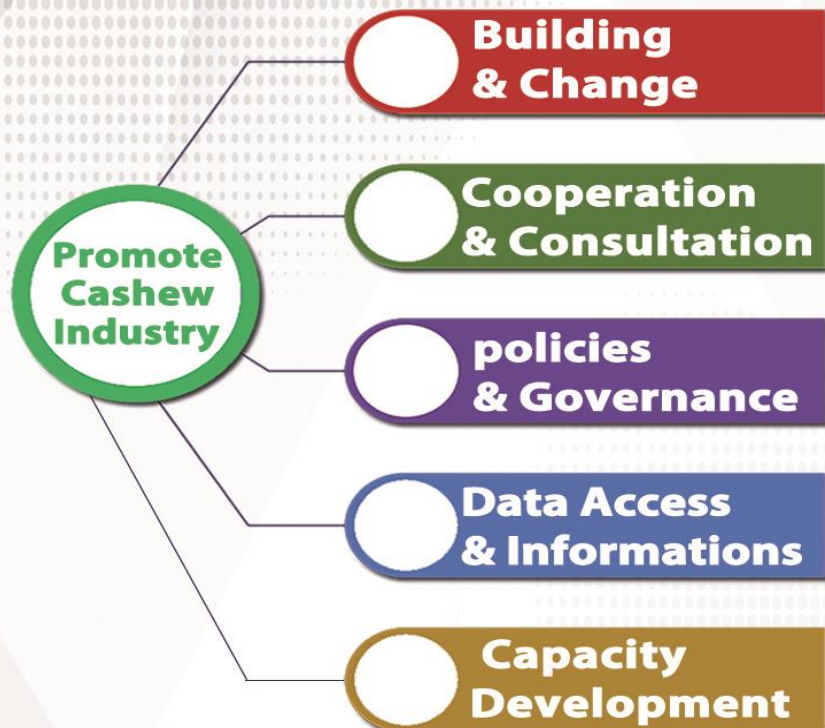 Promote
Cashew
Industry
Building
& Change
Cooperation
& Consultation
policies
& Governance
Data Access
& Informations
Capacity
Development